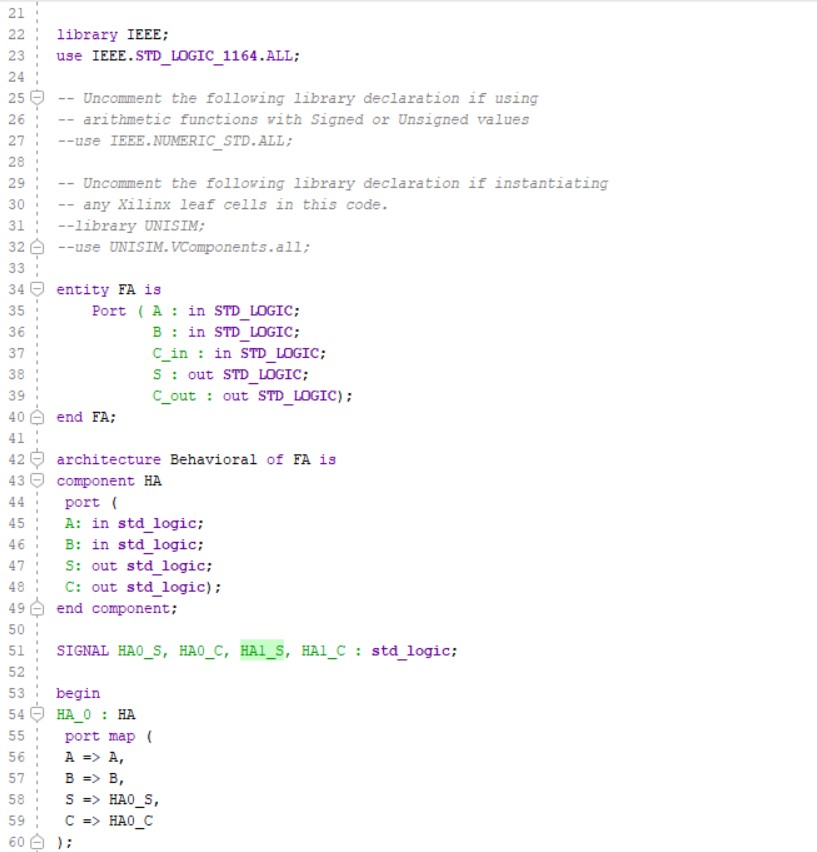 21
22 library IEEE;
23 use IEEE.STD_LOGIC_1164.ALL;
24
25 -- Uncomment the following library declaration if using
26 -- arithmetic functions with Signed or Unsigned values
27 --use IEEE.NUMERIC_STD.ALL;
28
29 -- Uncomment the following library declaration if instantiating
30 -- any Xilinx leaf cells in this code.
31 --library UNISIM;
32 --use UNISIM.VComponents.all;
33
34 entity FA is
35     Port ( A : in STD_LOGIC;
36            B : in STD_LOGIC;
37            C_in : in STD_LOGIC;
38            S : out STD_LOGIC;
39            C_out : out STD_LOGIC);
40 end FA;
41
42 architecture Behavioral of FA is
43 component HA
44  port (
45  A: in std_logic;
46  B: in std_logic;
47  S: out std_logic;
48  C: out std_logic);
49 end component;
50
51 SIGNAL HA0_S, HA0_C, HA1_S, HA1_C : std_logic;
52
53 begin
54 HA_0 : HA
55  port map (
56  A => A,
57  B => B,
58  S => HA0_S,
59  C => HA0_C
60 );